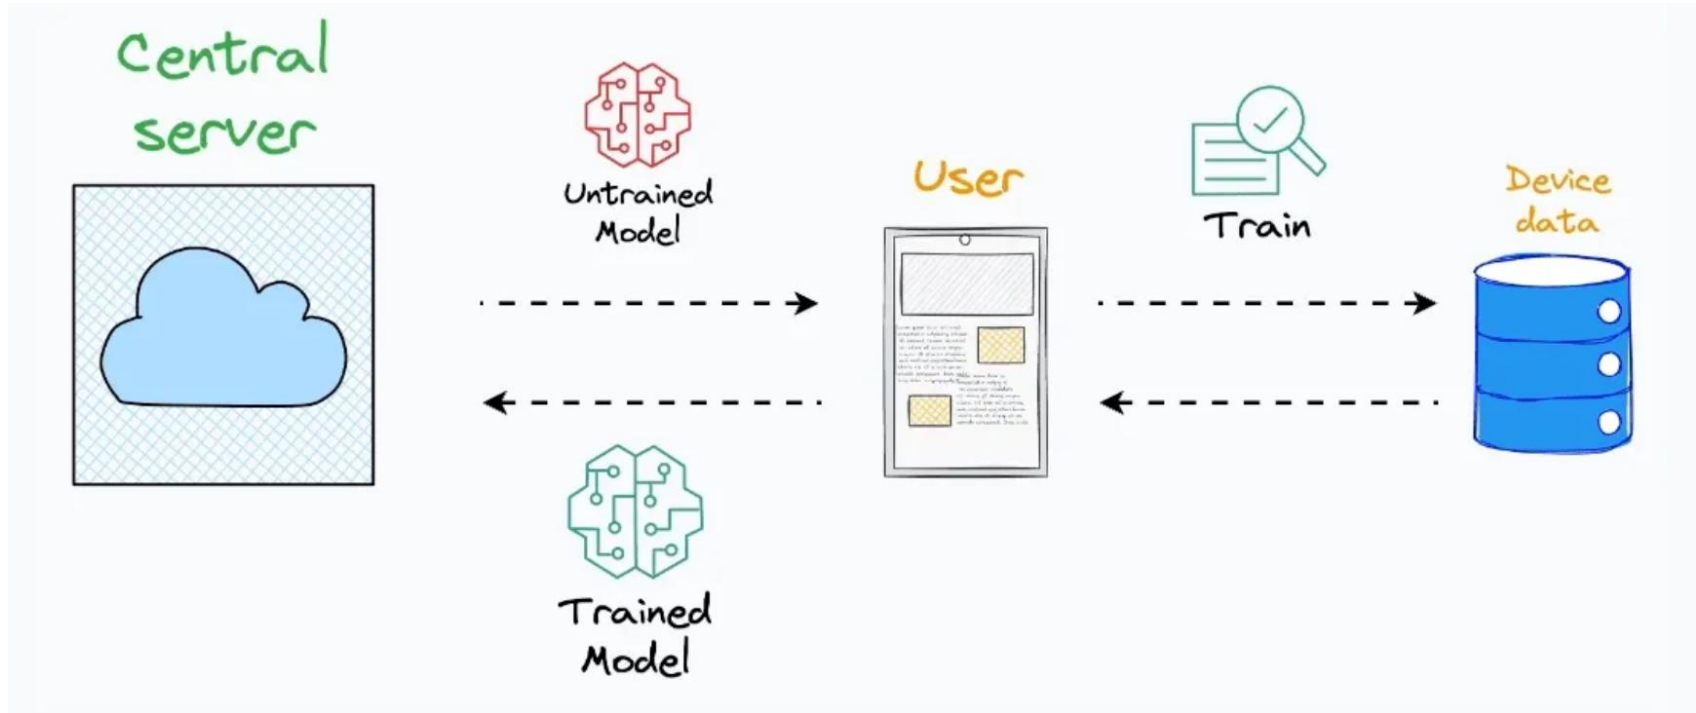 Central
server
Untrained
Model
User
Train
Device
data
Trained
Model